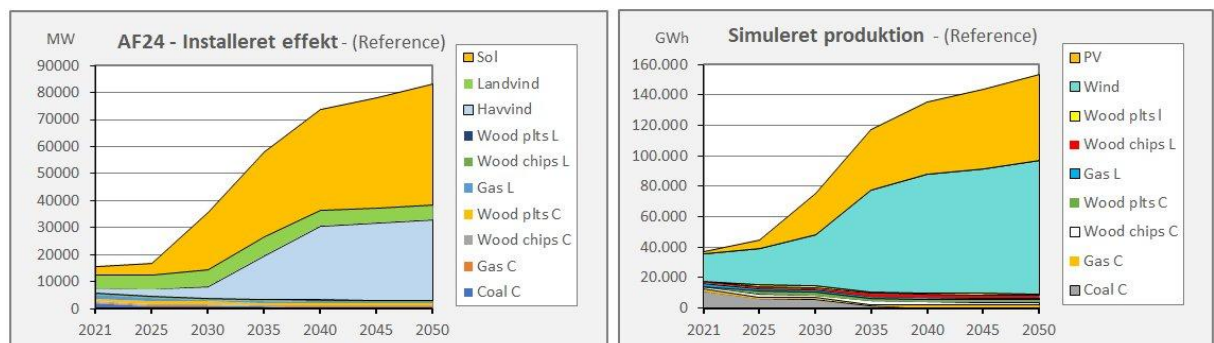 MW
AF24 - Installeret effekt - (Reference)
90000
80000
70000
60000
50000
40000
30000
20000
10000
0
2021 2025 2030 2035 2040 2045 2050
Sol
Landvind
Havvind
Wood plts L
Wood chips L
Gas L
Wood plts C
Wood chips C
Gas C
Coal C
GWh
Simuleret produktion - (Reference)
160.000
140.000
120.000
100.000
80.000
60.000
40.000
20.000
0
2021 2025 2030 2035 2040 2045 2050
PV
Wind
Wood plts l
Wood chips L
Gas L
Wood plts C
Wood chips C
Gas C
Coal C